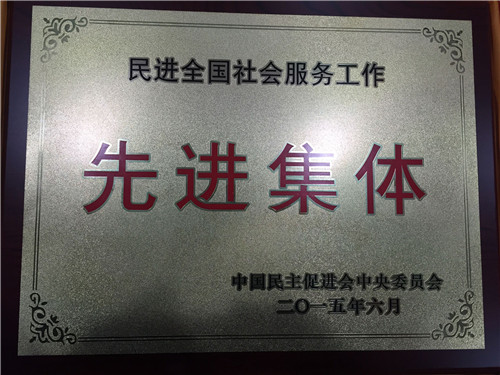 民进全国社会服务工作
先进集体
中国民主促进会中央委员会
二〇一五年六月